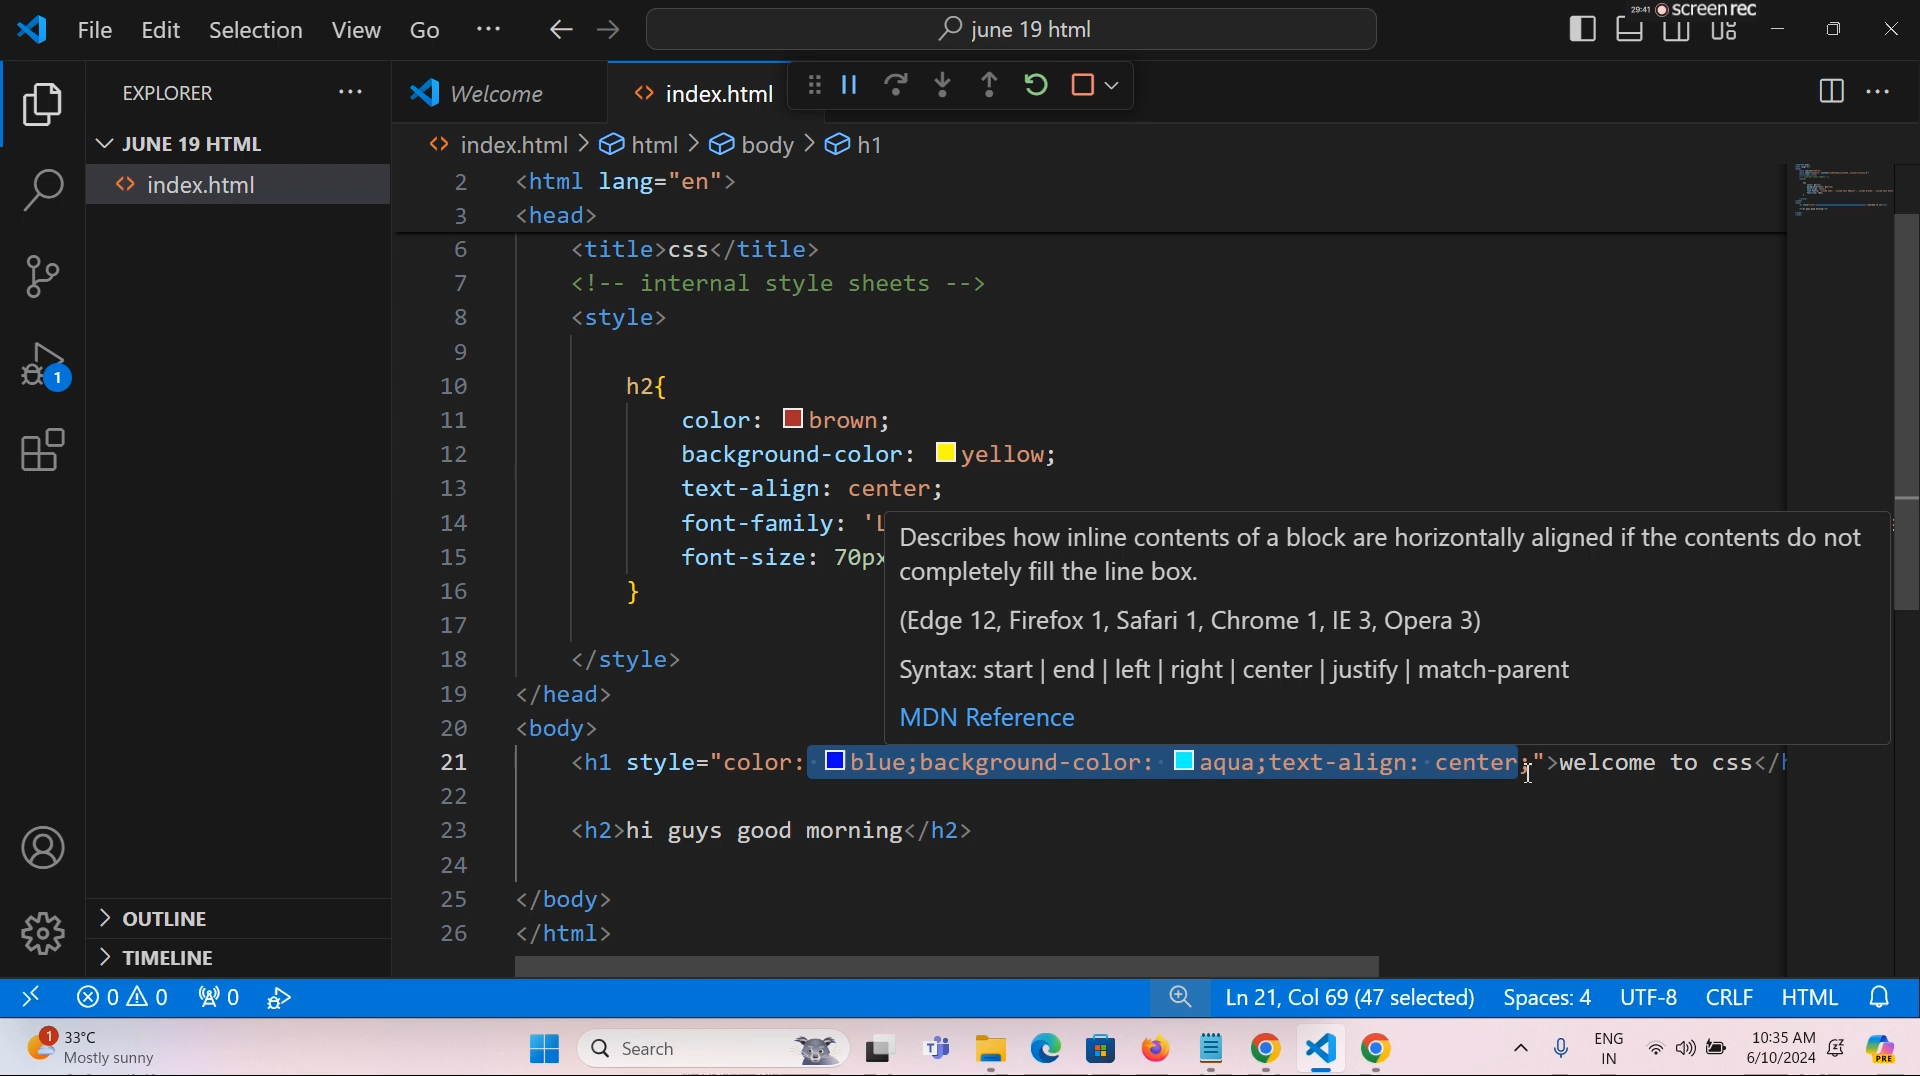 File Edit Selection View Go ··· june 19 html 29:41 screen rec
EXPLORER ···
Welcome
index.html
JUNE 19 HTML
index.html
index.html > html > body > h1
2 <html lang="en">
3 <head>
6 <title>css</title>
7 <!-- internal style sheets -->
8 <style>
9
10 h2{
11 color: brown;
12 background-color: yellow;
13 text-align: center;
14 font-family: 'L
15 font-size: 70px
16 }
17
18 </style>
19 </head>
20 <body>
21 <h1 style="color: blue;background-color: aqua;text-align: center;">welcome to css</h
22
23 <h2>hi guys good morning</h2>
24
25 </body>
26 </html>
Describes how inline contents of a block are horizontally aligned if the contents do not
completely fill the line box.
(Edge 12, Firefox 1, Safari 1, Chrome 1, IE 3, Opera 3)
Syntax: start | end | left | right | center | justify | match-parent
MDN Reference
1
OUTLINE
TIMELINE
0 0 0 Ln 21, Col 69 (47 selected) Spaces: 4 UTF-8 CRLF HTML
1
33°C
Mostly sunny
Search
ENG
IN
10:35 AM
6/10/2024
PRE